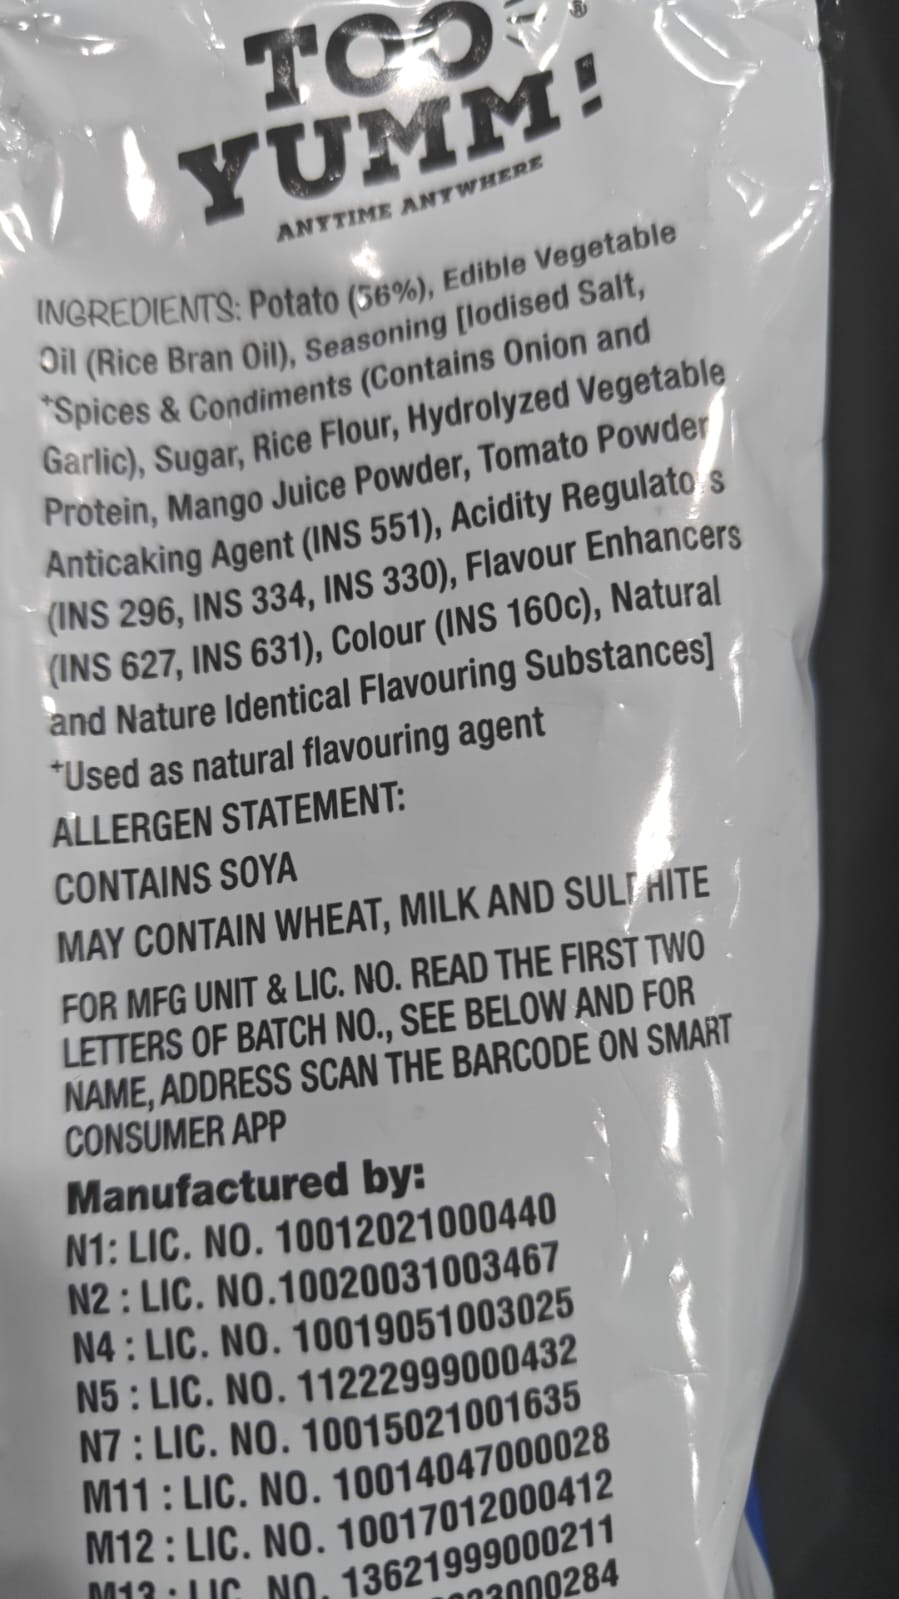 TOO
YUMM!
ANYTIME ANYWHERE
INGREDIENTS: Potato (56%), Edible Vegetable
Oil (Rice Bran Oil), Seasoning [Iodised Salt,
+Spices & Condiments (Contains Onion and
Garlic), Sugar, Rice Flour, Hydrolyzed Vegetable
Protein, Mango Juice Powder, Tomato Powder
Anticaking Agent (INS 551), Acidity Regulators
(INS 296, INS 334, INS 330), Flavour Enhancers
(INS 627, INS 631), Colour (INS 160c), Natural
and Nature Identical Flavouring Substances]
+Used as natural flavouring agent
ALLERGEN STATEMENT:
CONTAINS SOYA
MAY CONTAIN WHEAT, MILK AND SULPHITE
FOR MFG UNIT & LIC. NO. READ THE FIRST TWO
LETTERS OF BATCH NO., SEE BELOW AND FOR
NAME, ADDRESS SCAN THE BARCODE ON SMART
CONSUMER APP
Manufactured by:
N1: LIC. NO. 10012021000440
N2 : LIC. NO.10020031003467
N4 : LIC. NO. 10019051003025
N5 : LIC. NO. 11222999000432
N7 : LIC. NO. 10015021001635
M11 : LIC. NO. 10014047000028
M12 : LIC. NO. 10017012000412
M13 : LIC. NO. 13621999000211